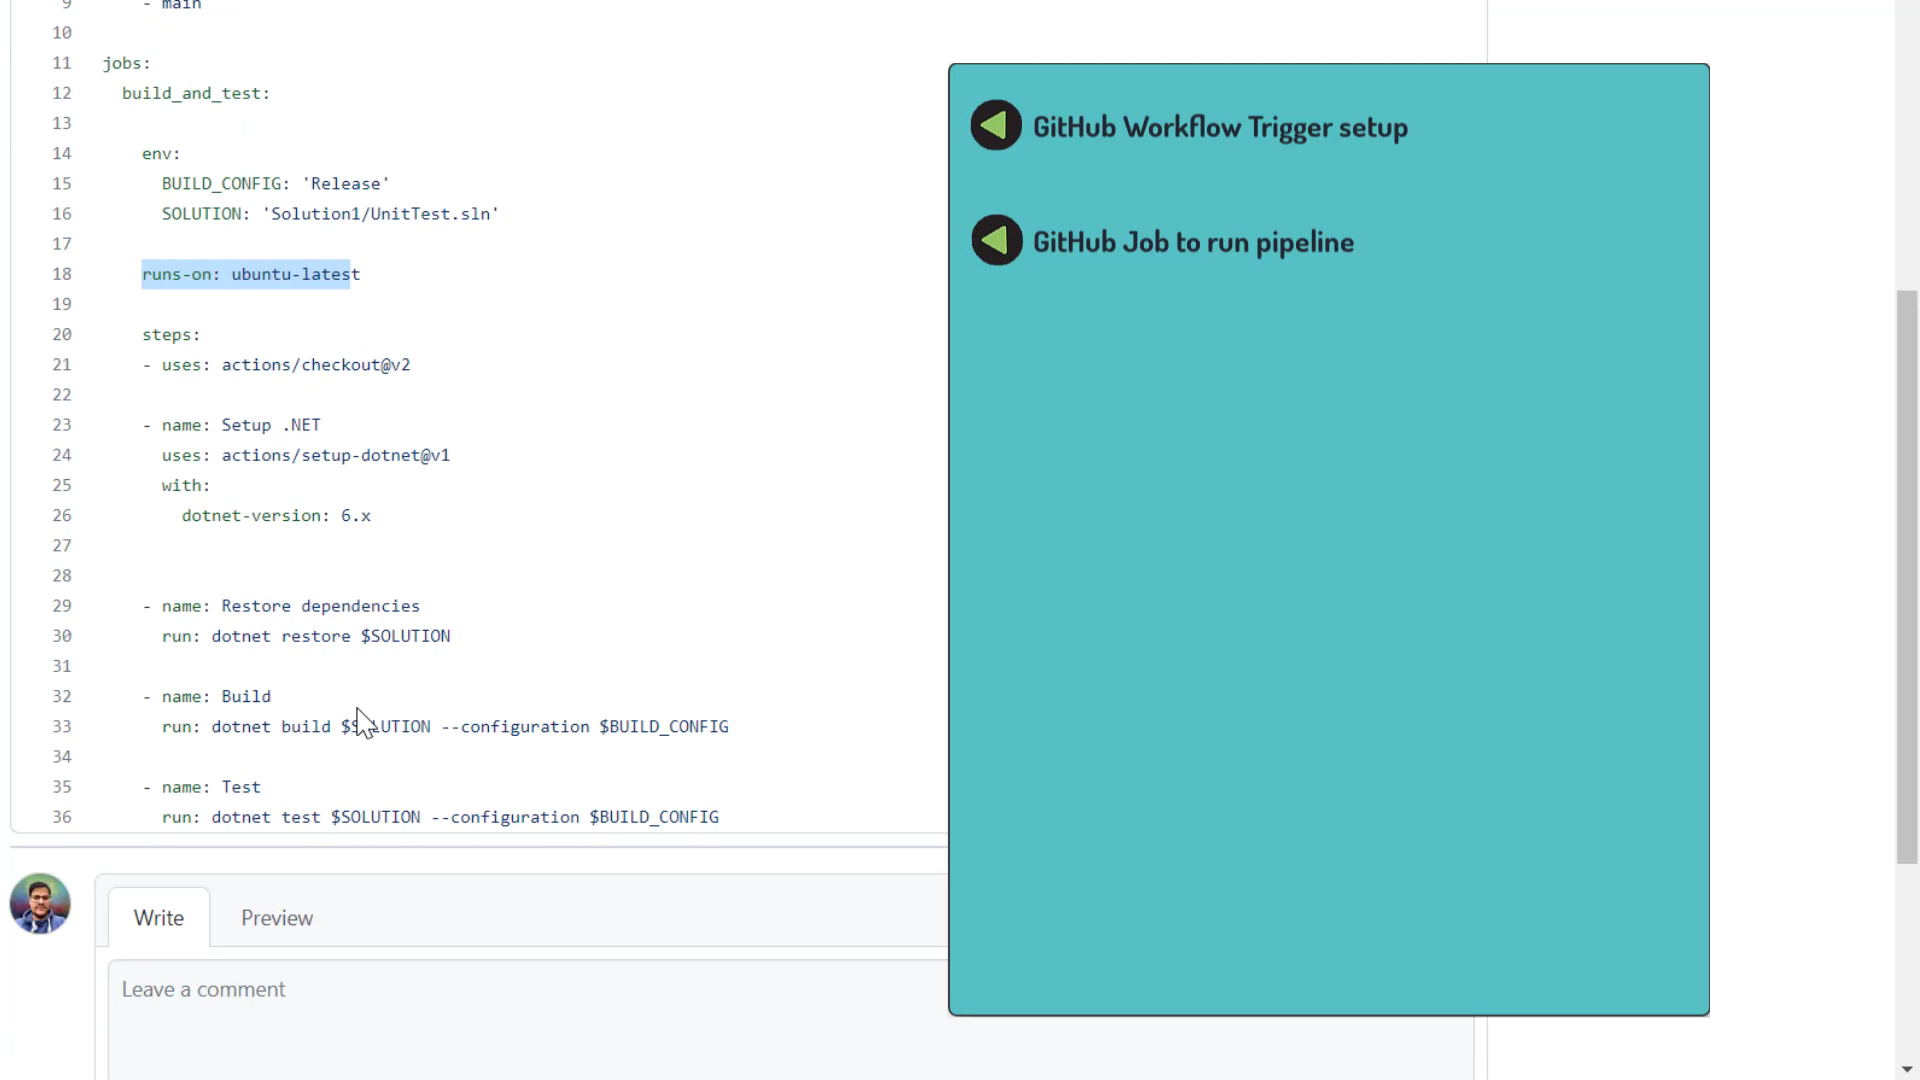 9 - main
10
11 jobs:
12 build_and_test:
13
14 env:
15 BUILD_CONFIG: 'Release'
16 SOLUTION: 'Solution1/UnitTest.sln'
17
18 runs-on: ubuntu-latest
19
20 steps:
21 - uses: actions/checkout@v2
22
23 - name: Setup .NET
24 uses: actions/setup-dotnet@v1
25 with:
26 dotnet-version: 6.x
27
28
29 - name: Restore dependencies
30 run: dotnet restore $SOLUTION
31
32 - name: Build
33 run: dotnet build $SOLUTION --configuration $BUILD_CONFIG
34
35 - name: Test
36 run: dotnet test $SOLUTION --configuration $BUILD_CONFIG
Write Preview
Leave a comment
GitHub Workflow Trigger setup
GitHub Job to run pipeline